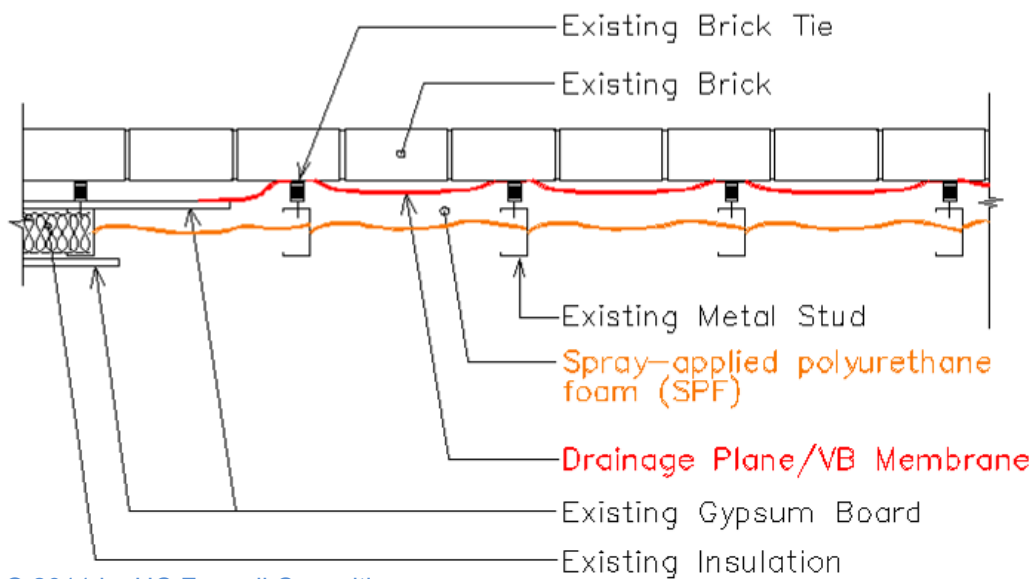 Existing Brick Tie
Existing Brick
Existing Metal Stud
Spray-applied polyurethane
foam (SPF)
Drainage Plane/VB Membrane
Existing Gypsum Board
Existing Insulation